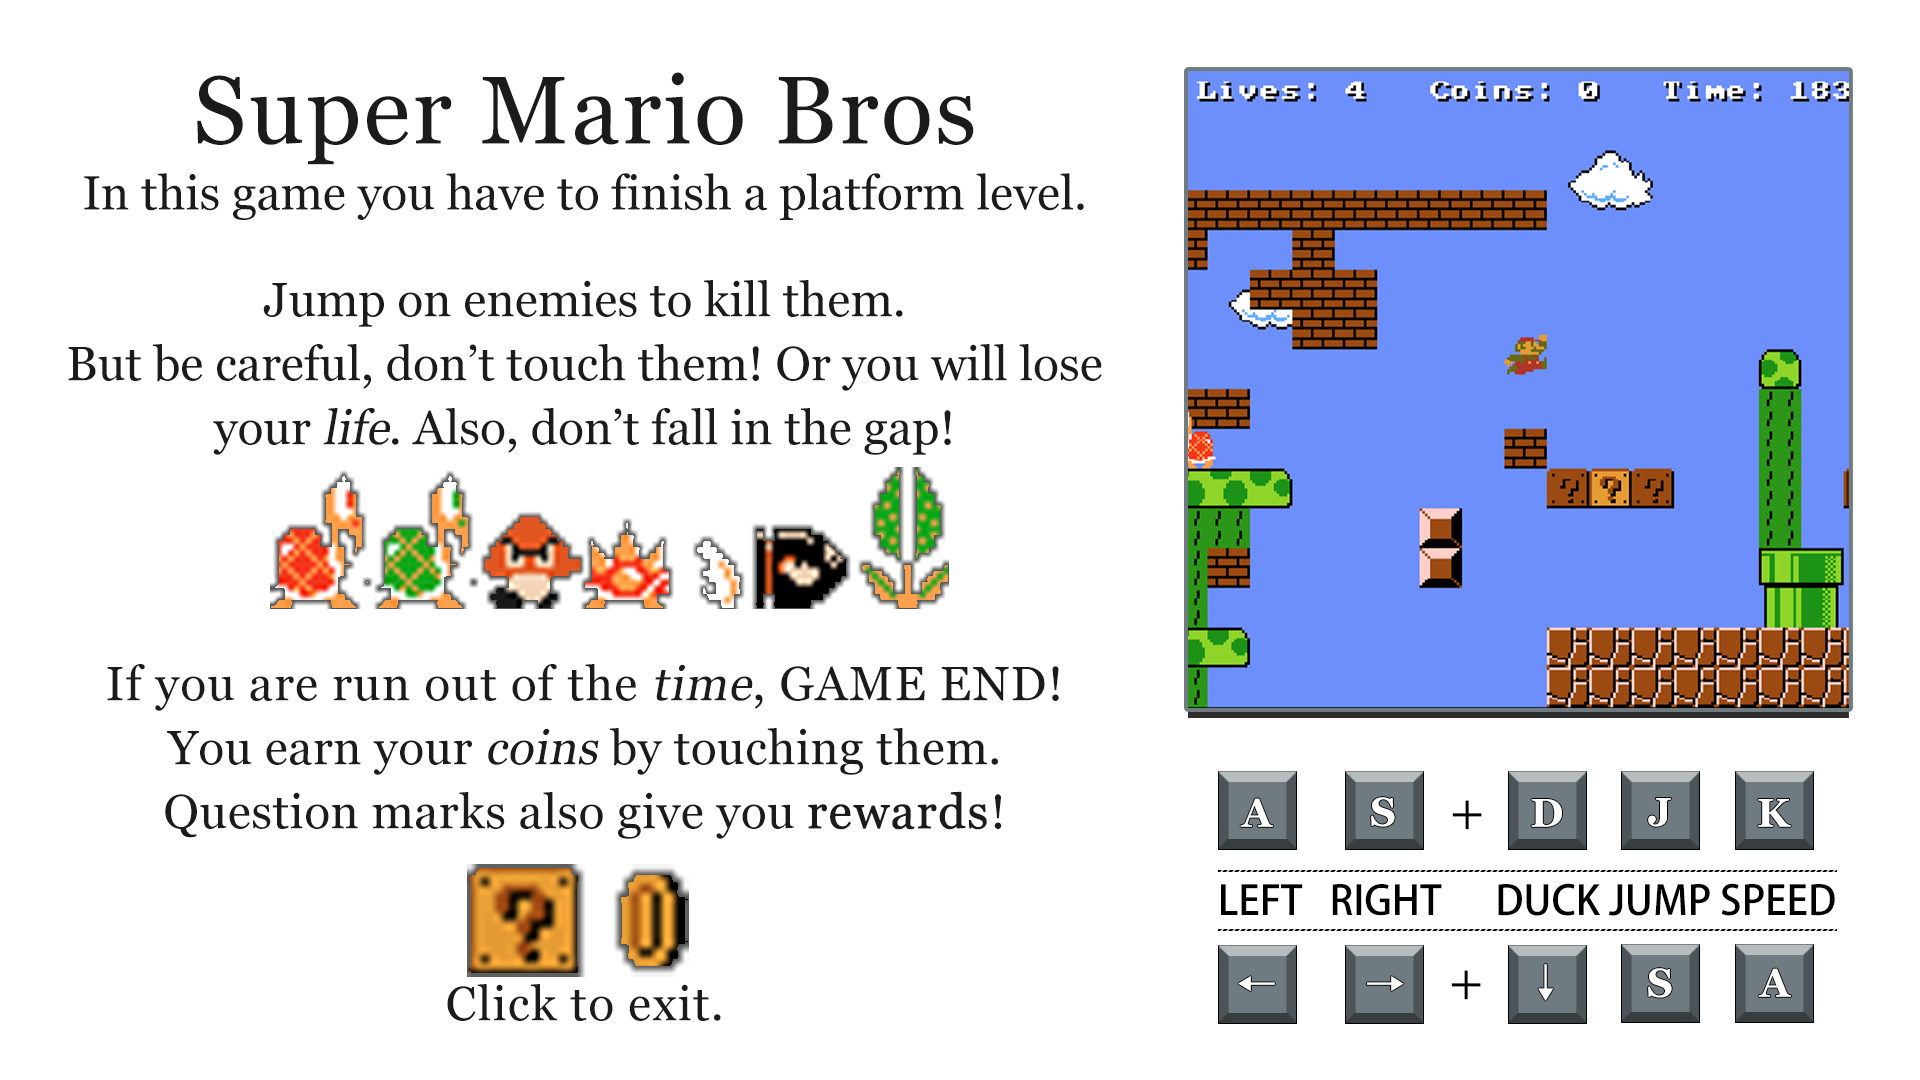 Super Mario Bros
In this game you have to finish a platform level.
Jump on enemies to kill them.
But be careful, don’t touch them! Or you will lose
your life. Also, don’t fall in the gap!
If you are run out of the time, GAME END!
You earn your coins by touching them.
Question marks also give you rewards!
?
Click to exit.
Lives: 4 Coins: 0 Time: 183
? ? ?
A S + D J K
LEFT RIGHT DUCK JUMP SPEED
← → + ↓ S A